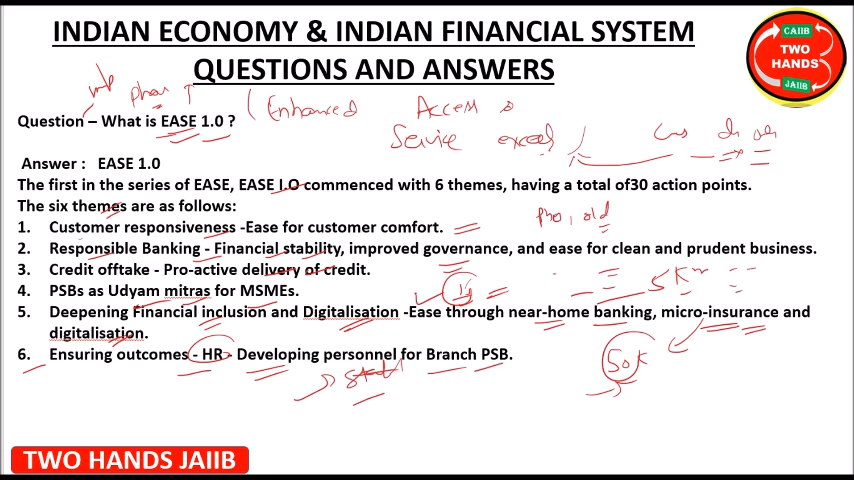 INDIAN ECONOMY & INDIAN FINANCIAL SYSTEM
QUESTIONS AND ANSWERS
CAIIB
TWO
HANDS
JAIIB
(Enhanced Access &
Service
Question – What is EASE 1.0 ?
Answer : EASE 1.0
The first in the series of EASE, EASE I.O commenced with 6 themes, having a total of30 action points.
The six themes are as follows:
1. Customer responsiveness -Ease for customer comfort.
2. Responsible Banking - Financial stability, improved governance, and ease for clean and prudent business.
3. Credit offtake - Pro-active delivery of credit.
4. PSBs as Udyam mitras for MSMEs.
5 Km
5. Deepening Financial inclusion and Digitalisation -Ease through near-home banking, micro-insurance and
digitalisation.
6. Ensuring outcomes - HR - Developing personnel for Branch PSB.
50K
TWO HANDS JAIIB